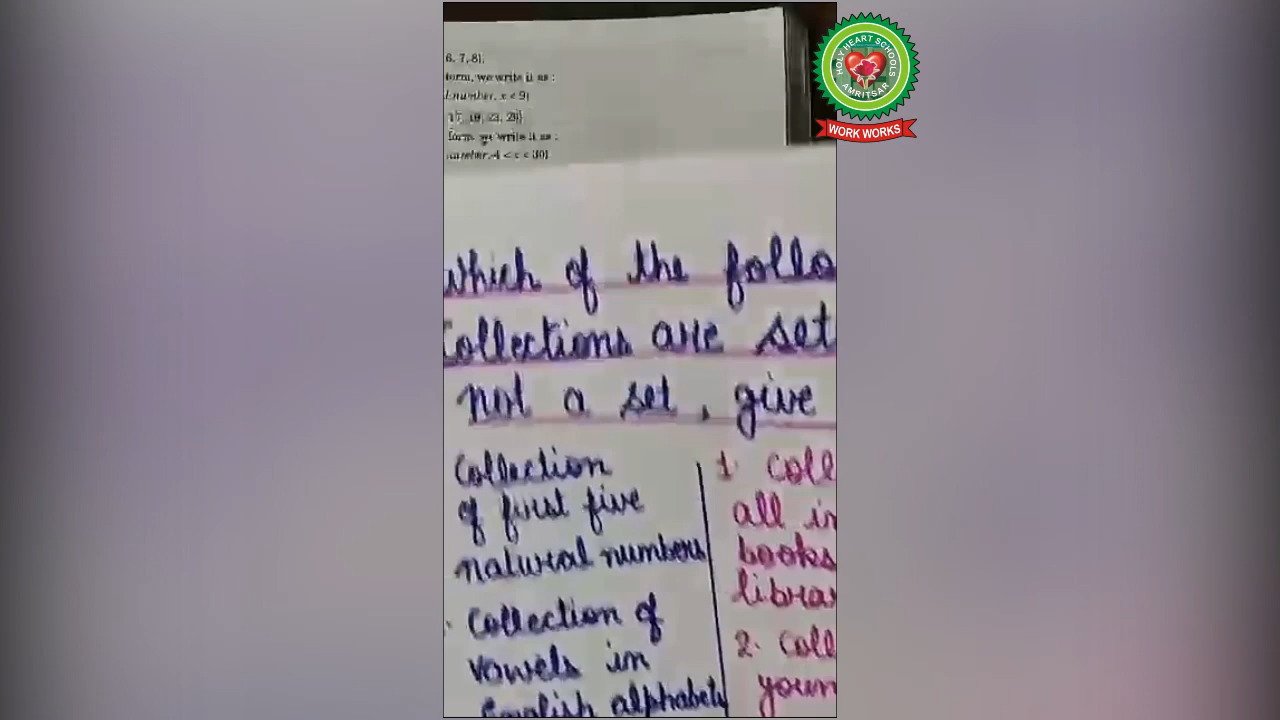 6, 7, 8},
form, we write it as :
number, x < 9}
17, 19, 23, 29}
form we write it as :
number, 4 < x < 30}
HOLY HEART SCHOOLS
AMRITSAR
WORK WORKS
which of the follo
collections are set
not a set, give
Collection
of first five
natural numbers
Collection of
vowels in
English alphabets
1. coll
all in
books
librar
2. coll
youn